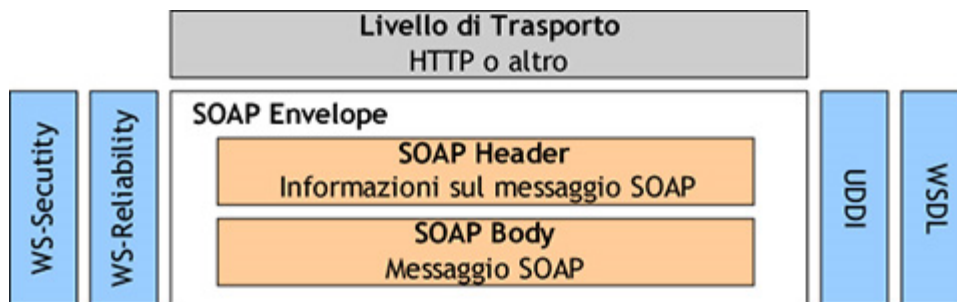 Livello di Trasporto
HTTP o altro
WS-Secutity
WS-Reliability
SOAP Envelope
SOAP Header
Informazioni sul messaggio SOAP
SOAP Body
Messaggio SOAP
UDDI
WSDL